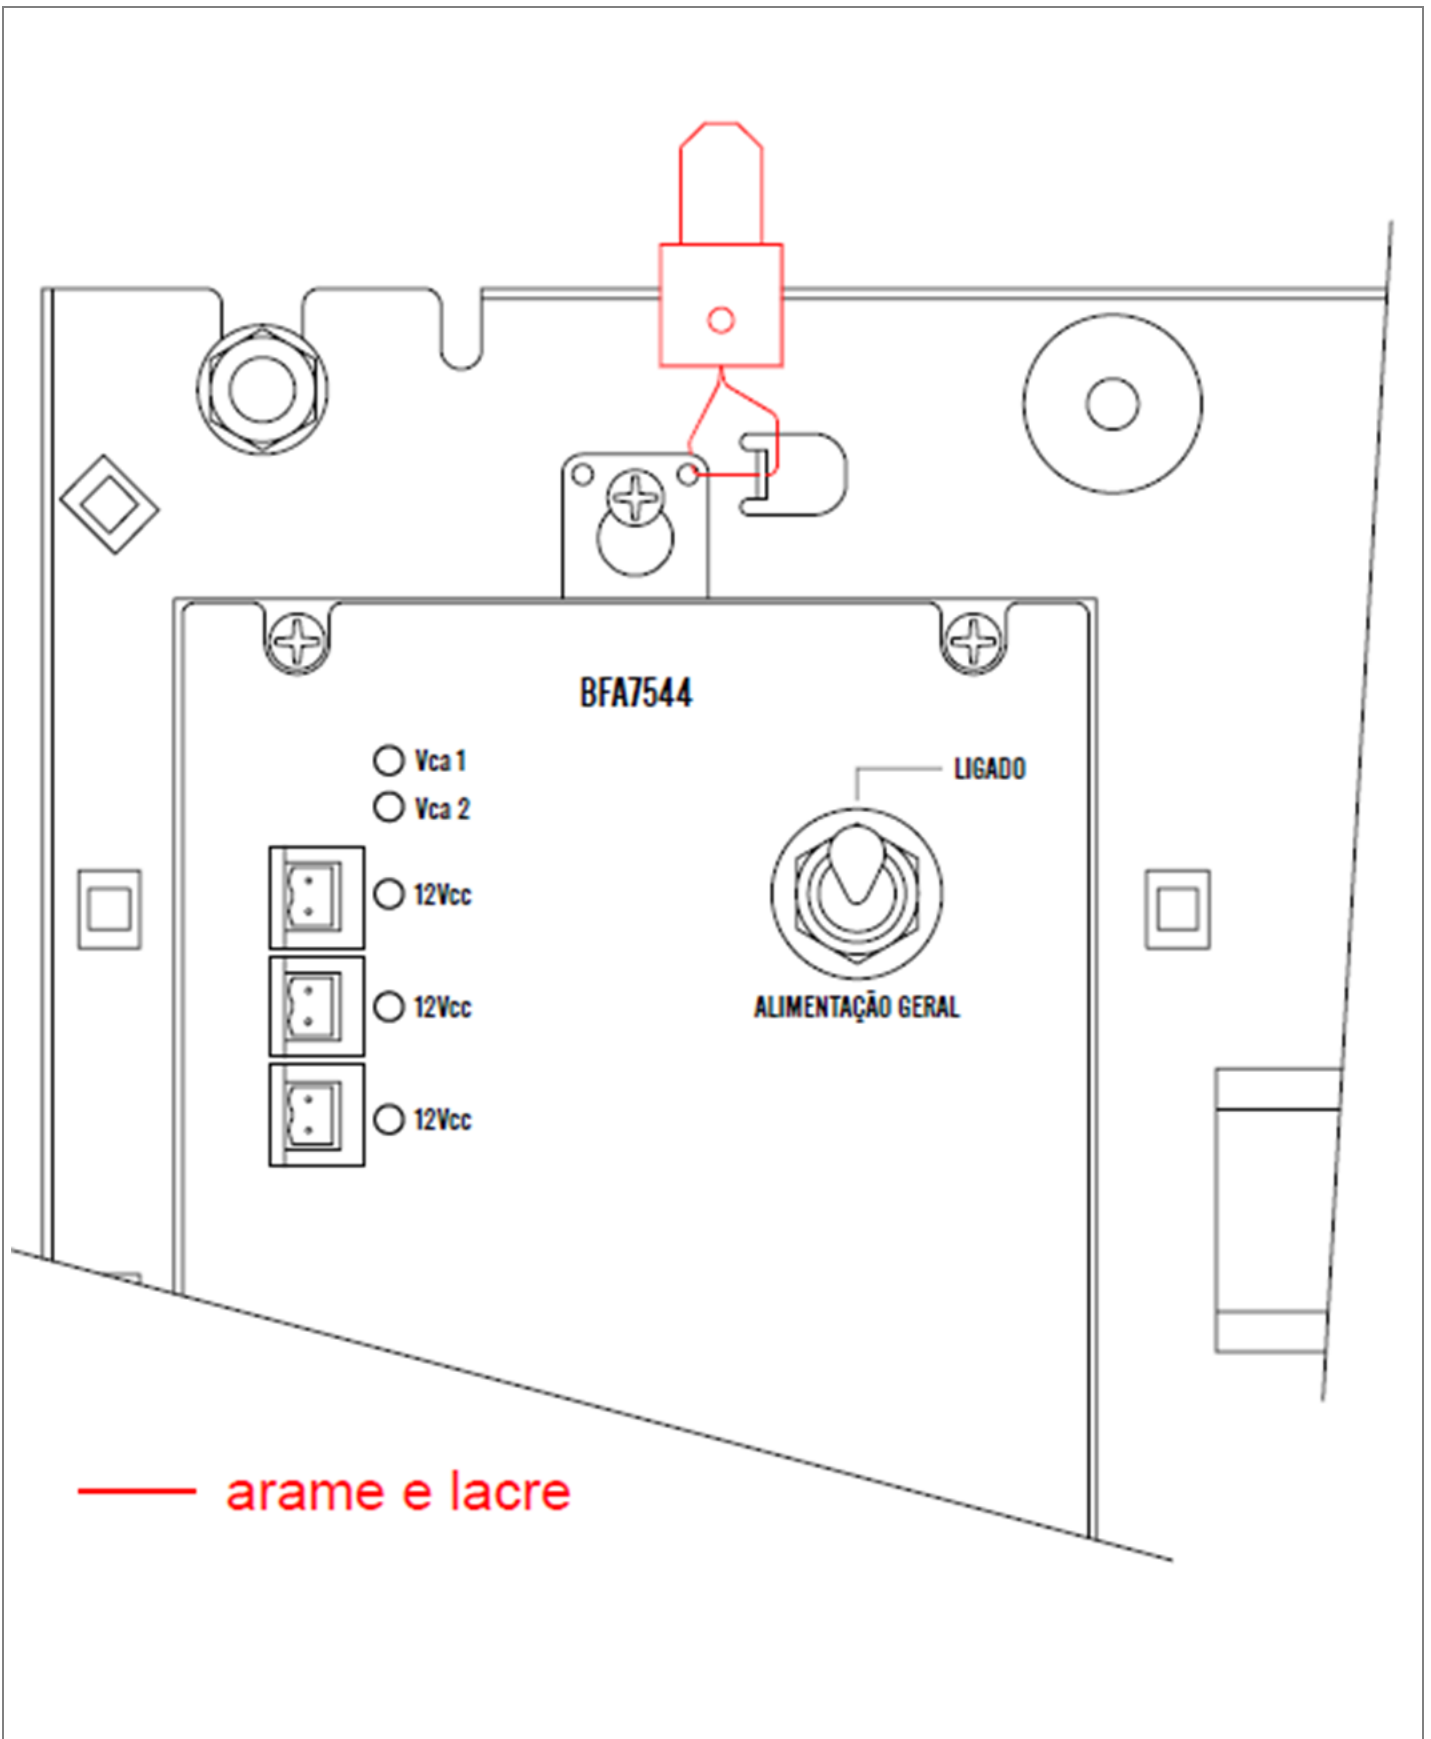 BFA7544
Vca 1
Vca 2
LIGADO
12Vcc
ALIMENTAÇÃO GERAL
12Vcc
12Vcc
arame e lacre